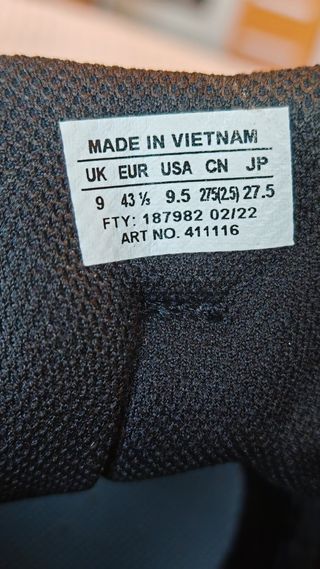 MADE IN VIETNAM
UK EUR USA CN JP
9 43 ⅓ 9.5 275(2.5) 27.5
FTY: 187982 02/22
ART NO. 411116